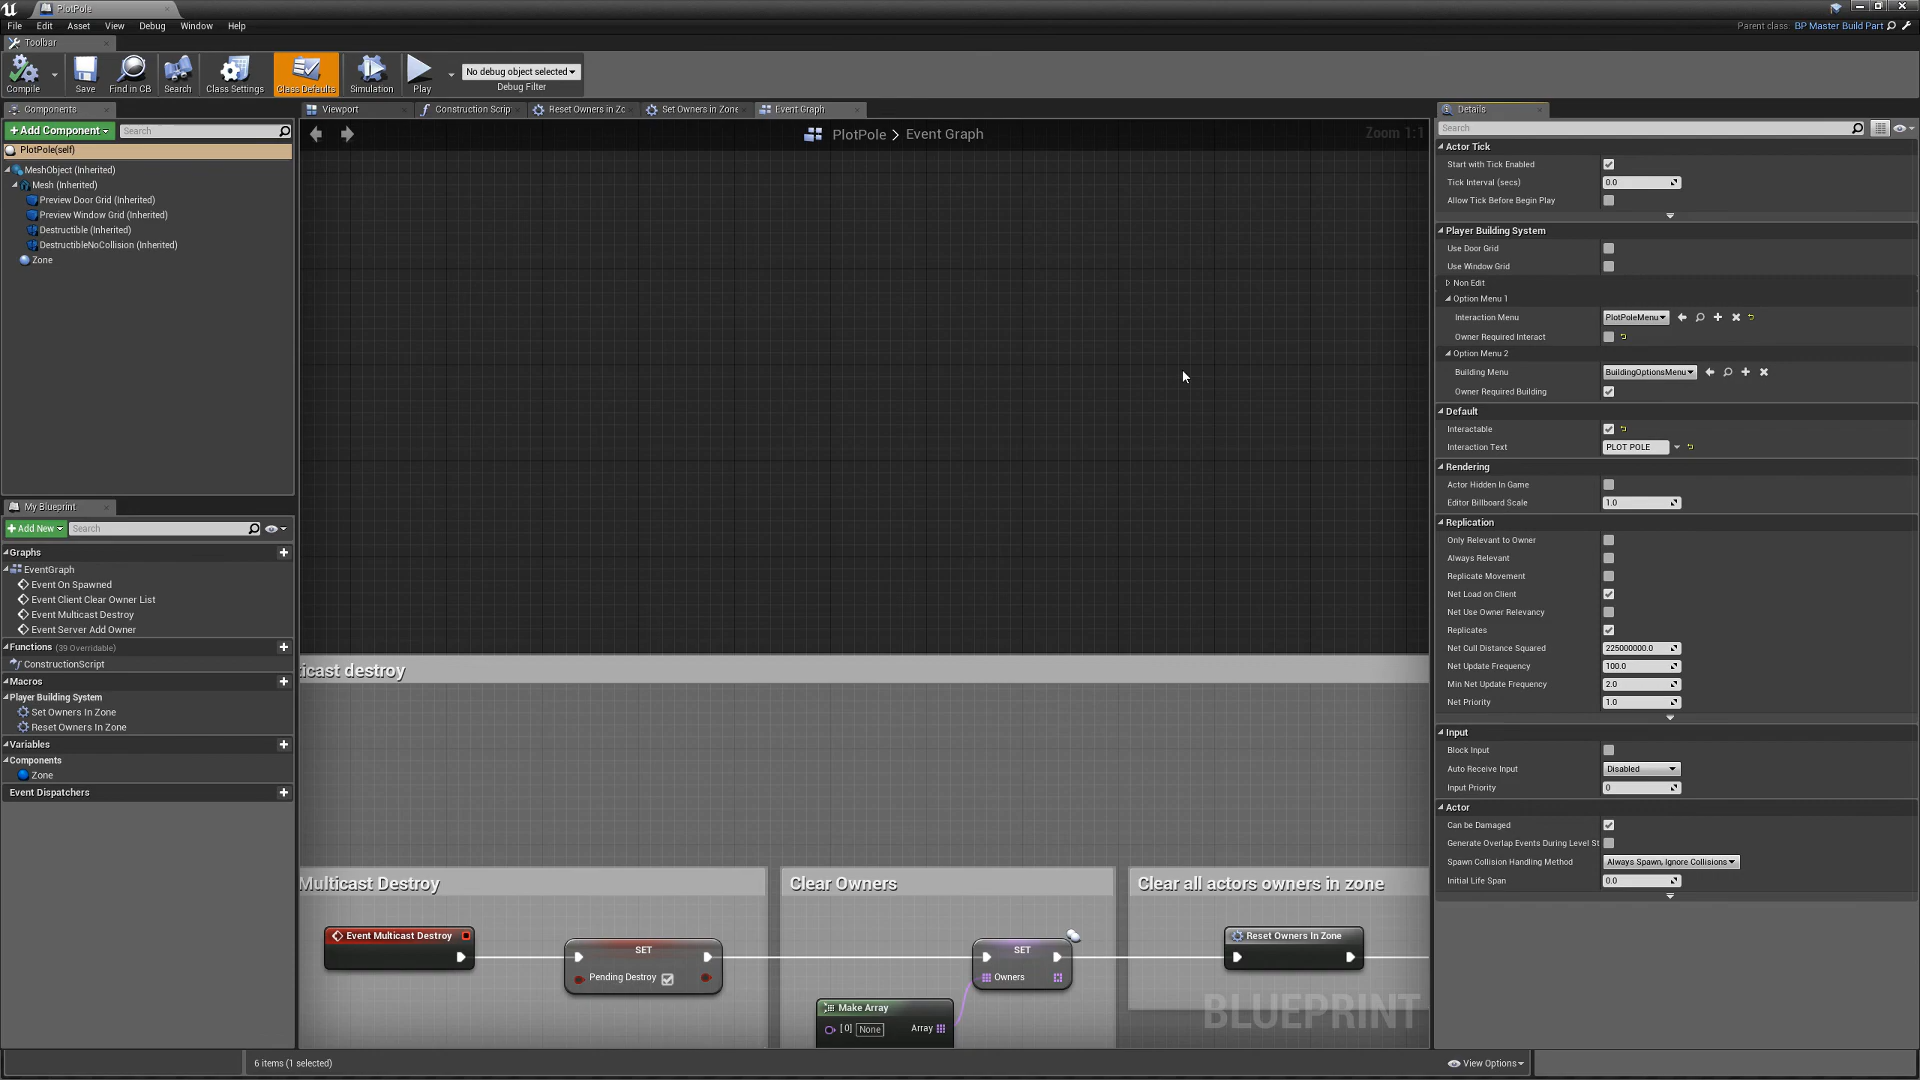 PlotPole
File Edit Asset View Debug Window Help
Parent class: BP Master Build Part
Toolbar
Compile Save Find in CB Search Class Settings Class Defaults Simulation Play
No debug object selected
Debug Filter
Components
+Add Component Search
PlotPole(self)
MeshObject (Inherited)
Mesh (Inherited)
Preview Door Grid (Inherited)
Preview Window Grid (Inherited)
Destructible (Inherited)
DestructibleNoCollision (Inherited)
Zone
My Blueprint
+Add New Search
Graphs
EventGraph
Event On Spawned
Event Client Clear Owner List
Event Multicast Destroy
Event Server Add Owner
Functions (39 Overridable)
ConstructionScript
Macros
Player Building System
Set Owners In Zone
Reset Owners In Zone
Variables
Components
Zone
Event Dispatchers
Viewport Construction Scrip Reset Owners in Zc Set Owners in Zone Event Graph
PlotPole > Event Graph
Zoom 1:1
icast destroy
Multicast Destroy
Event Multicast Destroy
SET
Pending Destroy
Clear Owners
SET
Owners
Make Array
[0] None Array
Clear all actors owners in zone
Reset Owners In Zone
BLUEPRINT
6 items (1 selected)
View Options
Details
Search
Actor Tick
Start with Tick Enabled
Tick Interval (secs) 0.0
Allow Tick Before Begin Play
Player Building System
Use Door Grid
Use Window Grid
Non Edit
Option Menu 1
Interaction Menu PlotPoleMenu
Owner Required Interact
Option Menu 2
Building Menu BuildingOptionsMenu
Owner Required Building
Default
Interactable
Interaction Text PLOT POLE
Rendering
Actor Hidden In Game
Editor Billboard Scale 1.0
Replication
Only Relevant to Owner
Always Relevant
Replicate Movement
Net Load on Client
Net Use Owner Relevancy
Replicates
Net Cull Distance Squared 225000000.0
Net Update Frequency 100.0
Min Net Update Frequency 2.0
Net Priority 1.0
Input
Block Input
Auto Receive Input Disabled
Input Priority 0
Actor
Can be Damaged
Generate Overlap Events During Level St
Spawn Collision Handling Method Always Spawn, Ignore Collisions
Initial Life Span 0.0